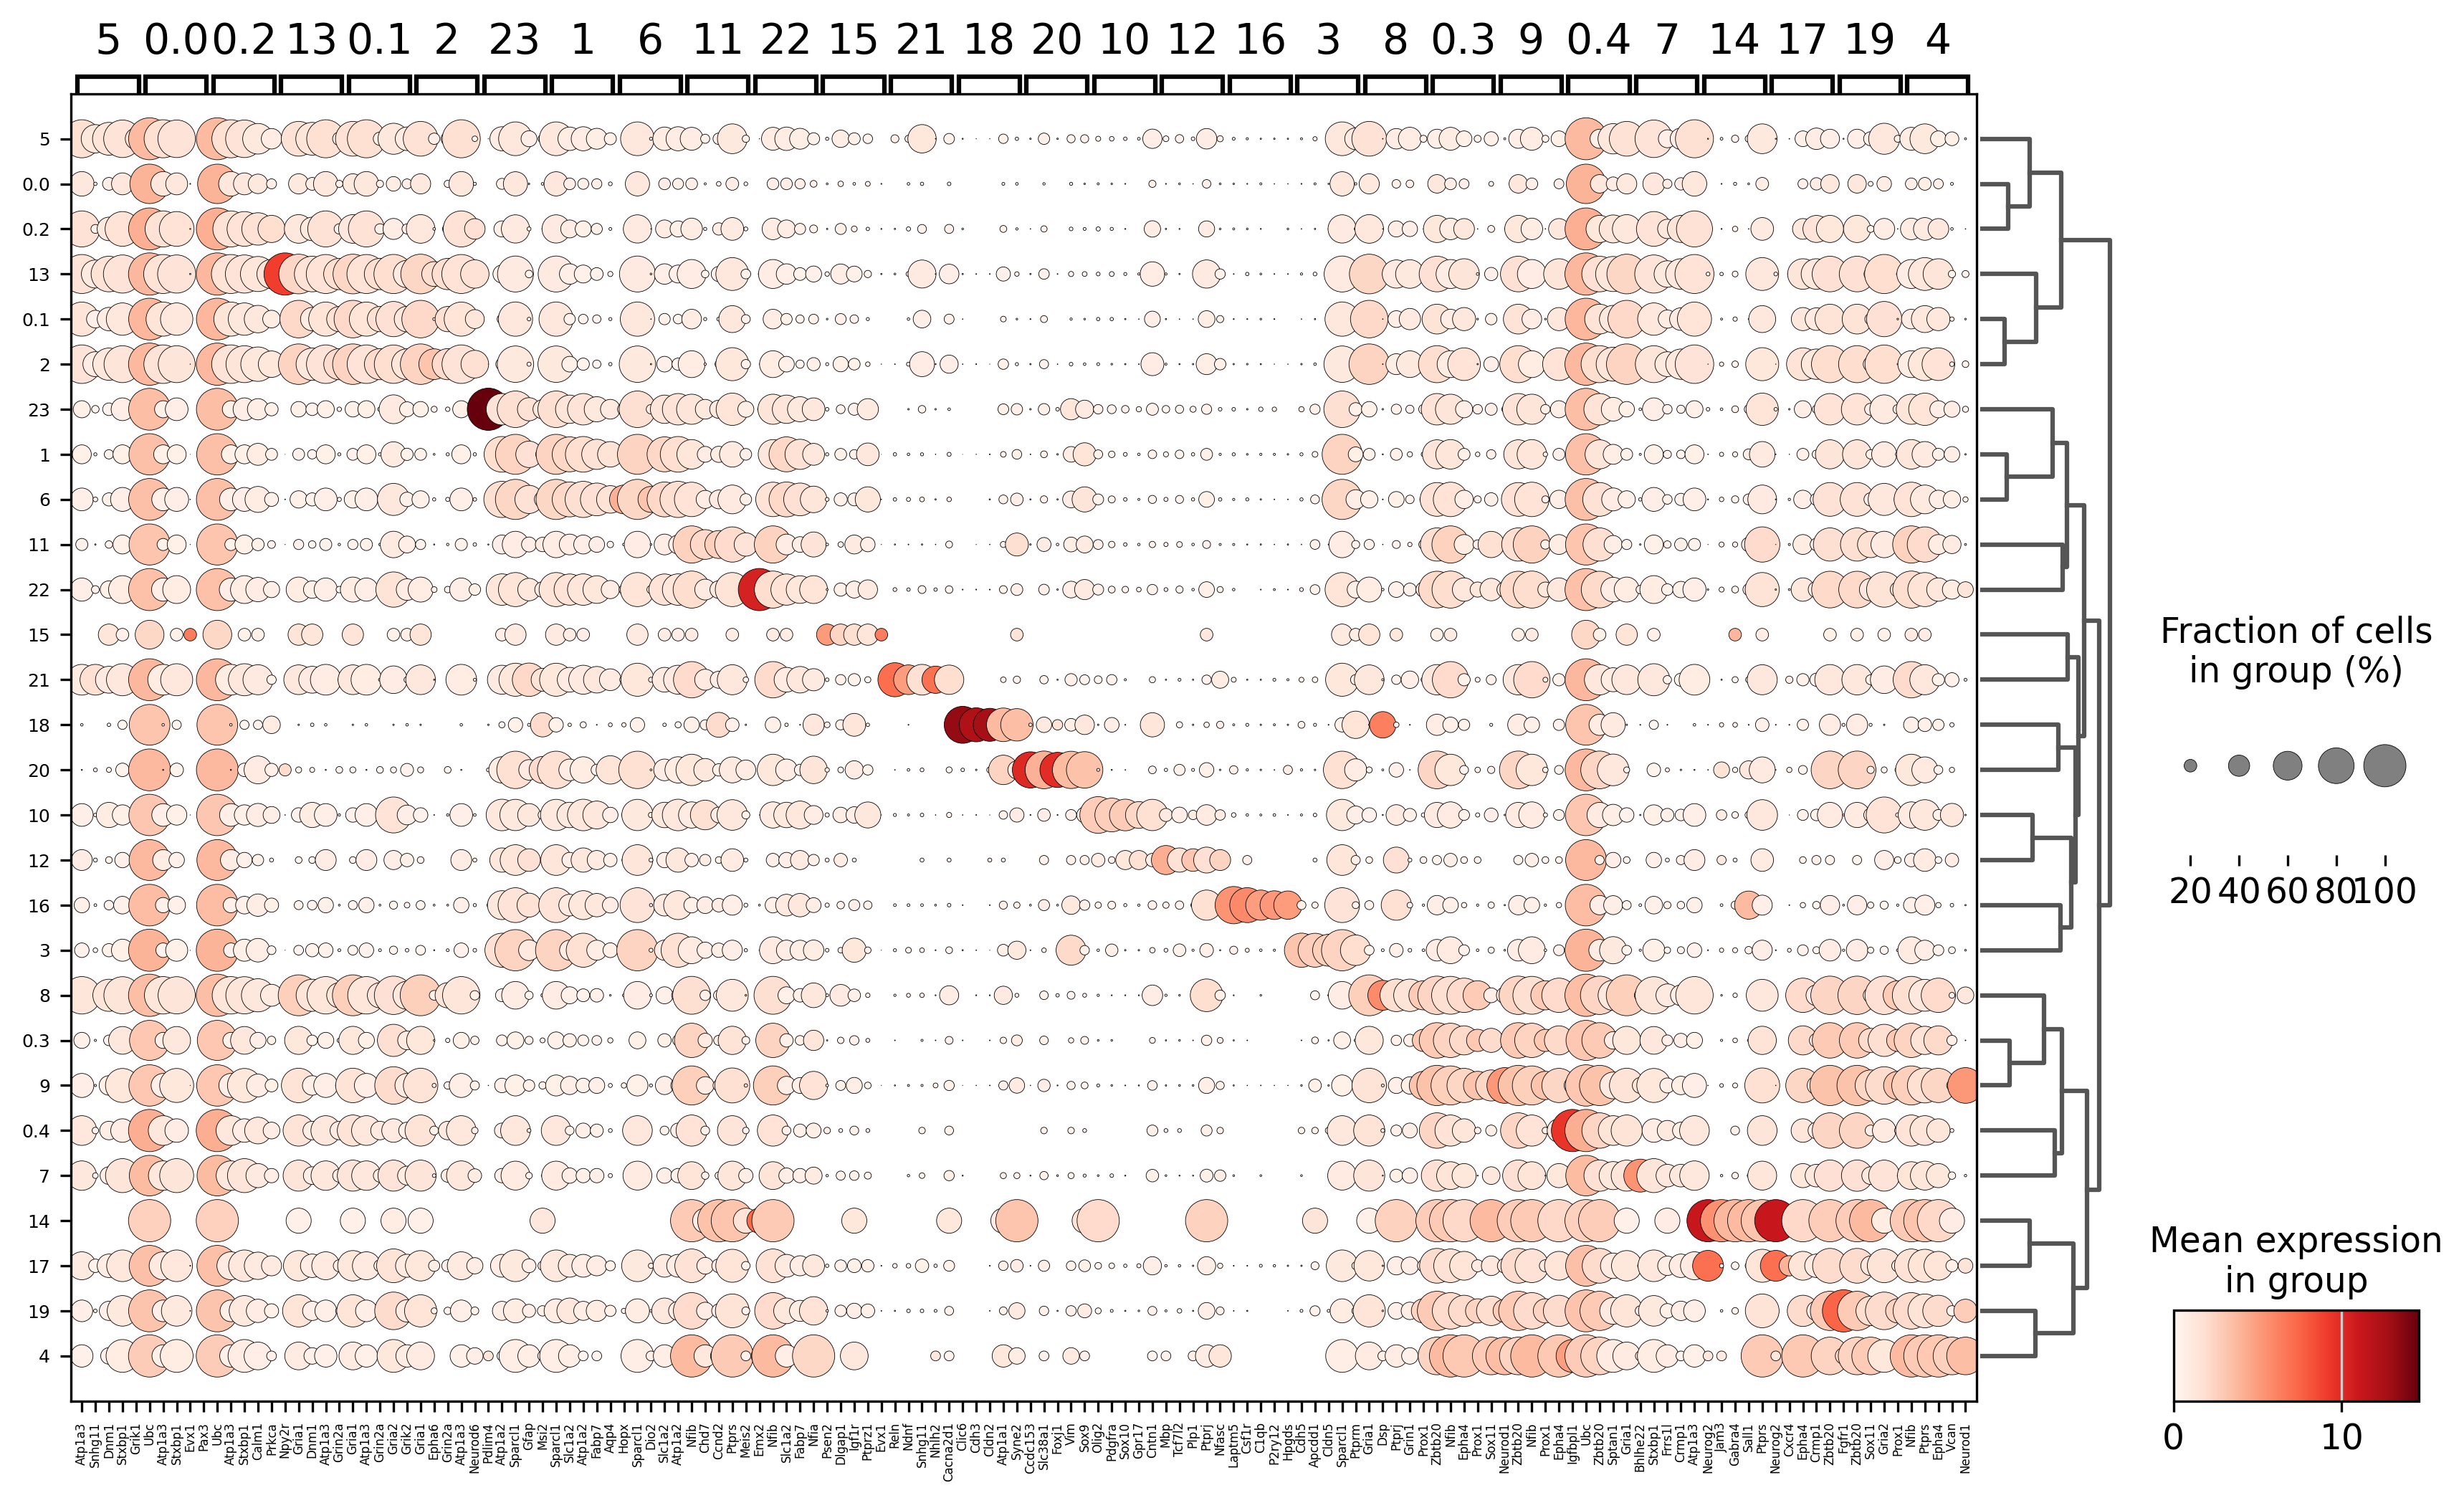 5 0.0 0.2 13 0.1 2 23 1 6 11 22 15 21 18 20 10 12 16 3 8 0.3 9 0.4 7 14 17 19 4
5
0.0
0.2
13
0.1
2
23
1
6
11
22
15
21
18
20
10
12
16
3
8
0.3
9
0.4
7
14
17
19
4
Atp1a3
Snhg11
Dnm1
Stxbp1
Grik1
Ubc
Atp1a3
Stxbp1
Evx1
Pax3
Ubc
Atp1a3
Stxbp1
Calm1
Prkca
Npy2r
Gria1
Dnm1
Atp1a3
Grin2a
Gria1
Atp1a3
Grin2a
Gria2
Grik2
Gria1
Epha6
Grin2a
Atp1a3
Neurod6
Pdlim4
Atp1a2
Sparcl1
Gfap
Msi2
Sparcl1
Slc1a2
Atp1a2
Fabp7
Aqp4
Hopx
Sparcl1
Dio2
Slc1a2
Atp1a2
Nfib
Chd7
Ccnd2
Ptprs
Meis2
Emx2
Nfib
Slc1a2
Fabp7
Nfia
Psen2
Dlgap1
Igf1r
Ptprz1
Evx1
Reln
Ndnf
Snhg11
Nhlh2
Cacna2d1
Clic6
Cdh3
Cldn2
Atp1a1
Syne2
Ccdc153
Slc38a1
Foxj1
Vim
Sox9
Olig2
Pdgfra
Sox10
Gpr17
Cntn1
Mbp
Tcf7l2
Plp1
Ptprj
Nfasc
Laptm5
Csf1r
C1qb
P2ry12
Hpgds
Cdh5
Apcdd1
Cldn5
Sparcl1
Ptprm
Gria1
Dsp
Ptprj
Grin1
Prox1
Zbtb20
Nfib
Epha4
Prox1
Sox11
Neurod1
Zbtb20
Nfib
Prox1
Epha4
Igfbpl1
Ubc
Zbtb20
Sptan1
Gria1
Bhlhe22
Stxbp1
Frrs1l
Crmp1
Atp1a3
Neurog2
Jam3
Gabra4
Sall1
Ptprs
Neurog2
Cxcr4
Epha4
Crmp1
Zbtb20
Fgfr1
Zbtb20
Sox11
Gria2
Prox1
Nfib
Ptprs
Epha4
Vcan
Neurod1
Fraction of cells
in group (%)
20 40 60 80 100
Mean expression
in group
0 10